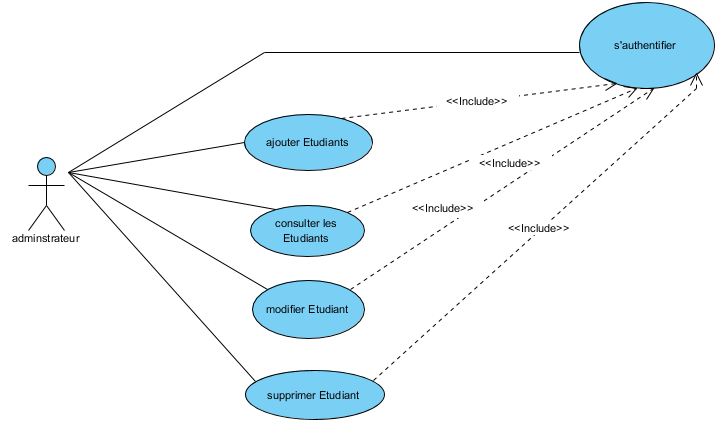 s'authentifier
<<Include>>
ajouter Etudiants
<<Include>>
<<Include>>
consulter les
Etudiants
<<Include>>
adminstrateur
modifier Etudiant
supprimer Etudiant